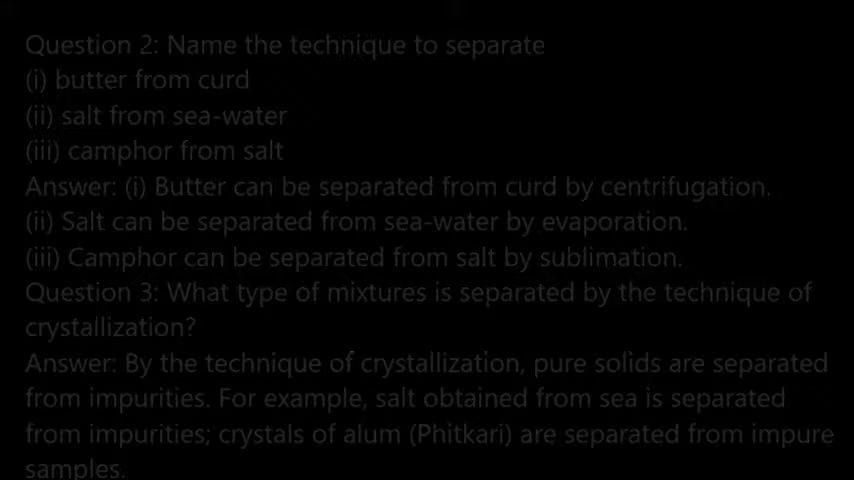 Question 2: Name the technique to separate
(i) butter from curd
(ii) salt from sea-water
(iii) camphor from salt
Answer: (i) Butter can be separated from curd by centrifugation.
(ii) Salt can be separated from sea-water by evaporation.
(iii) Camphor can be separated from salt by sublimation.
Question 3: What type of mixtures is separated by the technique of
crystallization?
Answer: By the technique of crystallization, pure solids are separated
from impurities. For example, salt obtained from sea is separated
from impurities; crystals of alum (Phitkari) are separated from impure
samples.